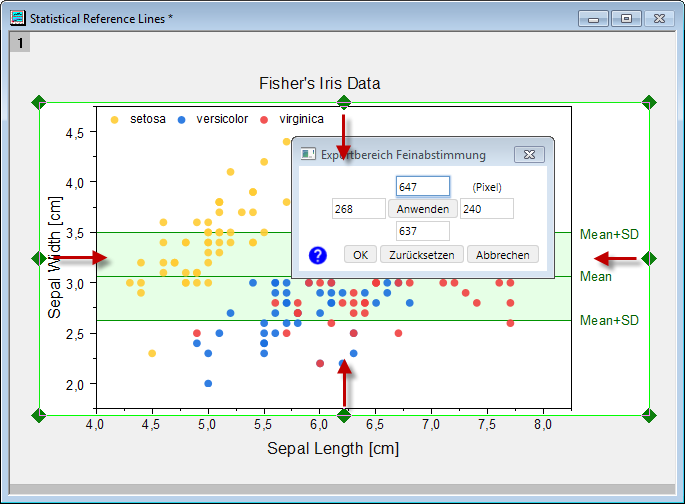 Statistical Reference Lines *
1
Fisher's Iris Data
setosa versicolor virginica
Expertbereich Feinabstimmung
647 (Pixel)
268 Anwenden 240
637
OK Zurücksetzen Abbrechen
?
Sepal Width [cm]
4,5
4,0
3,5
3,0
2,5
2,0
Mean+SD
Mean
Mean+SD
4,0 4,5 5,0 5,5 6,0 6,5 7,0 7,5 8,0
Sepal Length [cm]